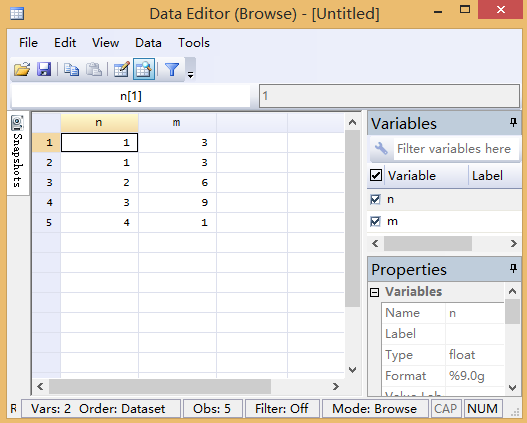 Data Editor (Browse) - [Untitled]
File Edit View Data Tools
n[1] 1
Snapshots
n m
1 1 3
2 1 3
3 2 6
4 3 9
5 4 1
Variables
Filter variables here
Variable Label
n
m
Properties
Variables
Name n
Label
Type float
Format %9.0g
Value Lab
R Vars: 2 Order: Dataset Obs: 5 Filter: Off Mode: Browse CAP NUM